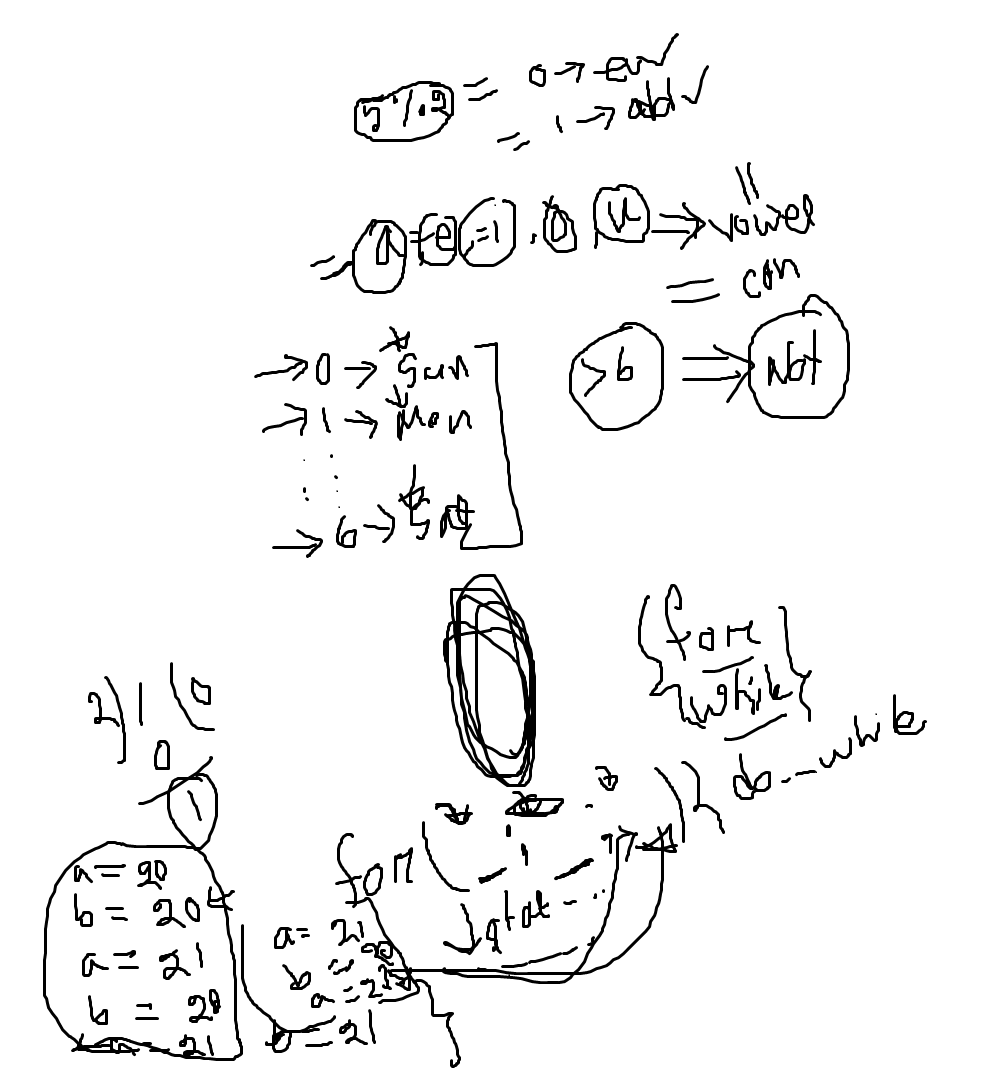 5 % 2 = 0 → ev
= 1 → odd
= a e i . o u ⇒ vowel
= con
> 6 ⇒ Not
→ 0 → Sun
→ 1 → Mon
→ 6 → Sat
{for
while}
do -- while
2) 1 (0
0
1
for ( ; ; ) {
stat - ..
}
a = 20
b = 20
a = 21
b = 20
= 21
a = 21
b = 20
a = 21
b = 21